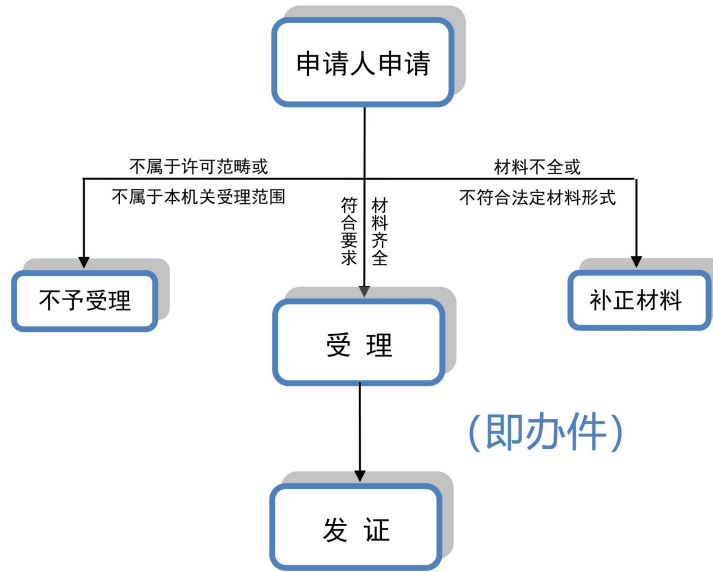 申请人申请
不属于许可范畴或
不属于本机关受理范围
材料不全或
不符合法定材料形式
材料齐全
符合要求
不予受理
受 理
补正材料
（即办件）
发 证